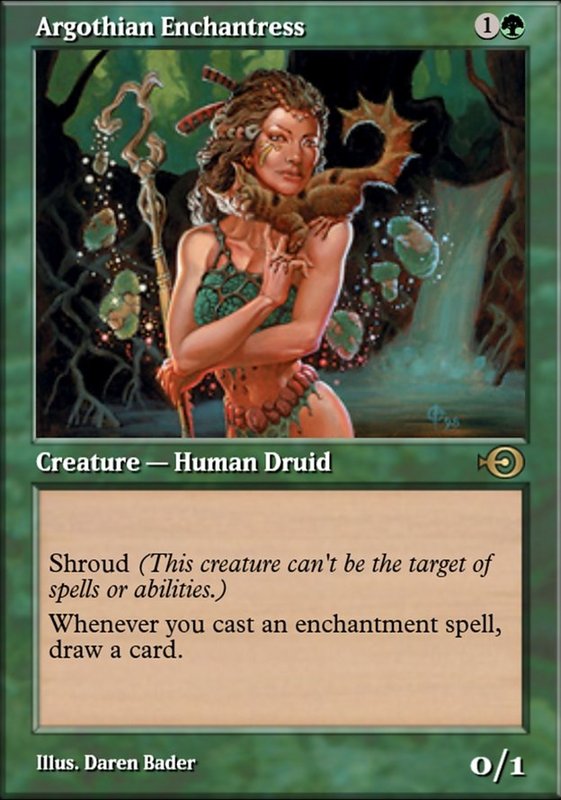 Argothian Enchantress 1
Creature — Human Druid
Shroud (This creature can't be the target of
spells or abilities.)
Whenever you cast an enchantment spell,
draw a card.
Illus. Daren Bader
0/1